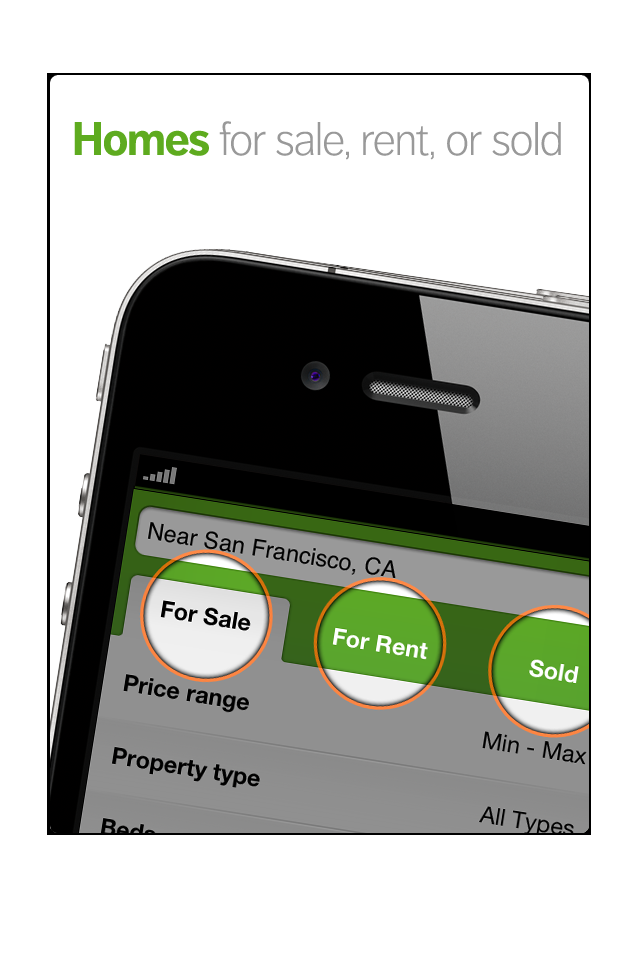 Homes for sale, rent, or sold
Near San Francisco, CA
For Sale
For Rent
Sold
Price range
Min - Max
Property type
All Types
Beds